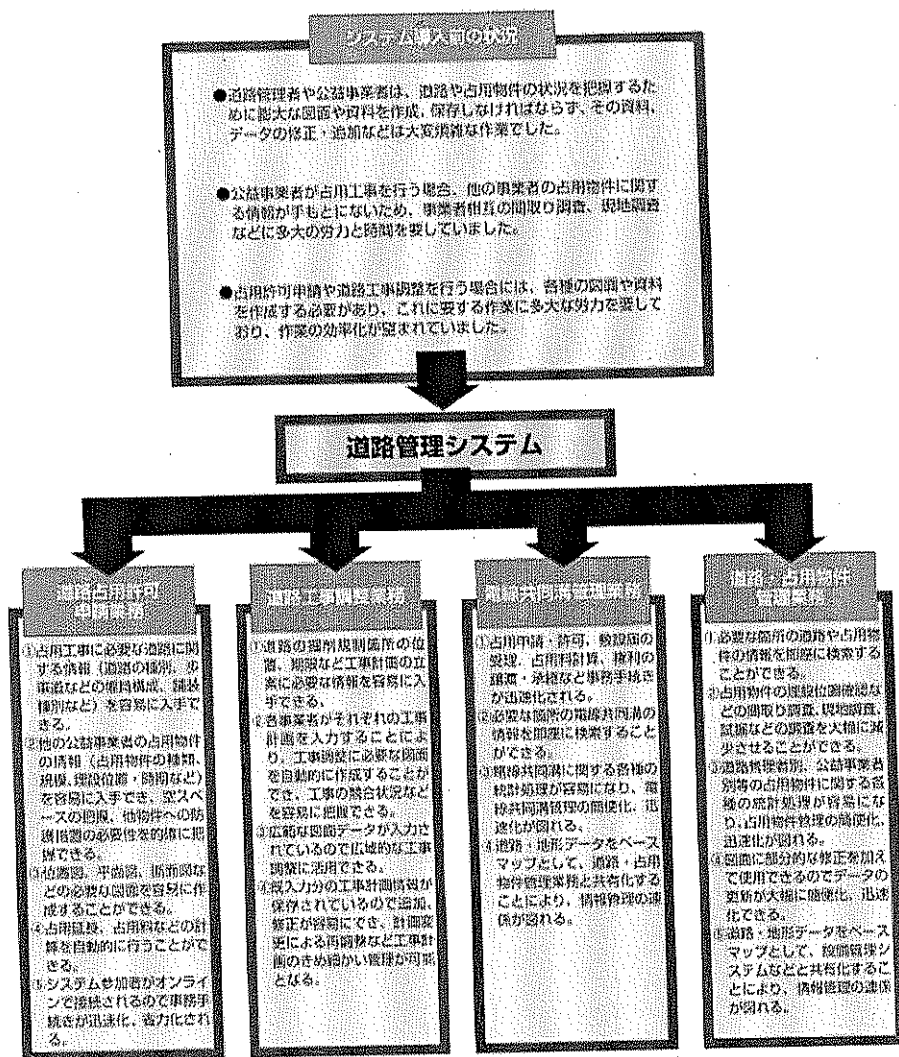 システム導入前の状況
●道路管理者や公益事業者は、道路や占用物件の状況を把握するた
めに膨大な図面や資料を作成、保存しなければならず、その資料、
データの修正・追加などは大変煩雑な作業でした。
●公益事業者が占用工事を行う場合、他の事業者の占用物件に関す
る情報が手もとにないため、事業者相互の聞取り調査、現地調査
などに多大の労力と時間を要していました。
●占用許可申請や道路工事調整を行う場合には、各種の図面や資料
を作成する必要があり、これに要する作業に多大な労力を要して
おり、作業の効率化が望まれていました。
道路管理システム
道路占用許可
申請業務
①占用工事に必要な道路に関
する情報（道路の種別、歩
車道などの幅員構成、舗装
種別など）を容易に入手で
きる。
②他の公益事業者の占用物件
の情報（占用物件の種類、
規模、埋設位置・時期など）
を容易に入手でき、空スペ
ースの把握、他物件への防
護措置の必要性を的確に把
握できる。
③位置図、平面図、断面図な
どの必要な図面を容易に作
成することができる。
④占用延長、占用料などの計
算を自動的に行うことがで
きる。
⑤システム参加者がオンライ
ンで接続されるので事務手
続きが迅速化、省力化され
る。
道路工事調整業務
①道路の掘削規制箇所の位
置、期限など工事計画の立
案に必要な情報を容易に入
手できる。
②各事業者がそれぞれの工事
計画を入力することによ
り、工事調整に必要な図面
を自動的に作成することが
でき、工事の競合状況など
を容易に把握できる。
③広範な図面データが入力さ
れているので広域的な工事
調整に活用できる。
④既入力分の工事計画情報が
保存されているので追加、
修正が容易にでき、計画変
更による再調整など工事計
画のきめ細かい管理が可能
となる。
電線共同溝管理業務
①占用申請・許可、敷設面の
受理、占用料計算、権利の
譲渡・承継など事務手続き
が迅速化される。
②必要な箇所の電線共同溝の
情報を即座に検索すること
ができる。
③電線共同溝に関する各種の
統計処理が容易になり、電
線共同溝管理の簡便化、迅
速化が図れる。
④道路・地形データをベース
マップとして、道路・占用
物件管理業務と共有化する
ことにより、情報管理の連
係が図れる。
道路・占用物件
管理業務
①必要な箇所の道路や占用物
件の情報を即座に検索する
ことができる。
②占用物件の埋設位置確認な
どの聞取り調査、現地調査、
試掘などの調査を大幅に減
少させることができる。
③道路管理者別、公益事業者
別等の占用物件に関する各
種の統計処理が容易にな
り、占用物件管理の簡便化、
迅速化が図れる。
④図面に部分的な修正を加え
て使用できるのでデータの
更新が大幅に簡便化、迅速
化できる。
⑤道路・地形データをベース
マップとして、設備管理シ
ステムなどと共有化するこ
とにより、情報管理の連係
が図れる。